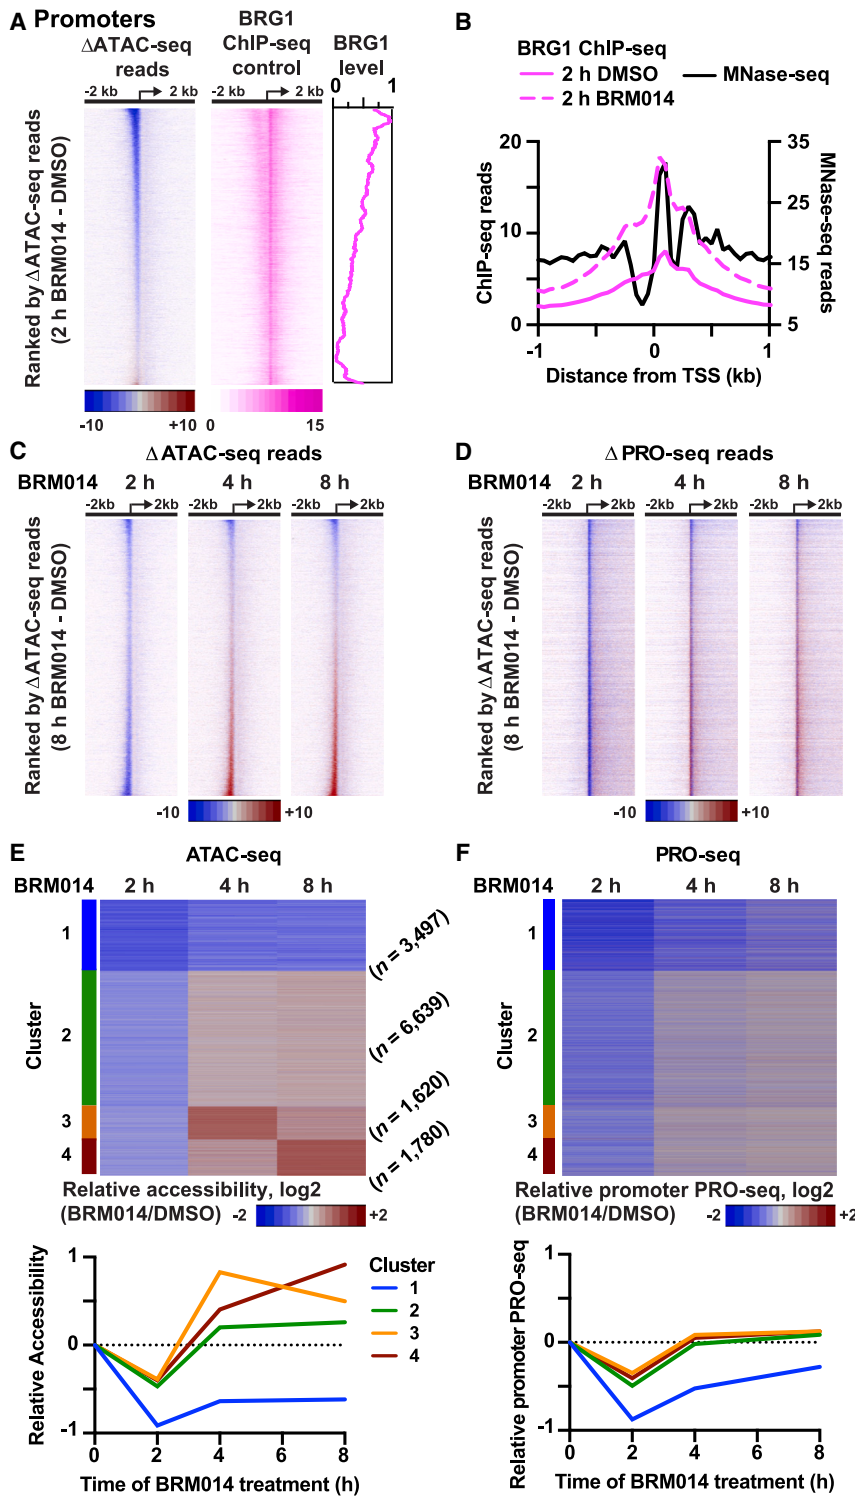 A Promoters
ΔATAC-seq reads
BRG1 ChIP-seq control
BRG1 level
-2 kb 2 kb
-2 kb 2 kb
0 1
Ranked by ΔATAC-seq reads
(2 h BRM014 - DMSO)
-10 +10
0 15
B
BRG1 ChIP-seq
2 h DMSO
MNase-seq
2 h BRM014
ChIP-seq reads
20
10
0
MNase-seq reads
35
25
15
5
-1 0 1
Distance from TSS (kb)
C
ΔATAC-seq reads
BRM014 2 h 4 h 8 h
-2kb 2kb -2kb 2kb -2kb 2kb
Ranked by ΔATAC-seq reads
(8 h BRM014 - DMSO)
-10 +10
D
ΔPRO-seq reads
BRM014 2 h 4 h 8 h
-2kb 2kb -2kb 2kb -2kb 2kb
Ranked by ΔATAC-seq reads
(8 h BRM014 - DMSO)
-10 +10
E
ATAC-seq
BRM014 2 h 4 h 8 h
Cluster
1
2
3
4
(n = 3,497)
(n = 6,639)
(n = 1,620)
(n = 1,780)
Relative accessibility, log2
(BRM014/DMSO)
-2 +2
Relative Accessibility
1
0
-1
0 2 4 6 8
Time of BRM014 treatment (h)
Cluster
1
2
3
4
F
PRO-seq
BRM014 2 h 4 h 8 h
Cluster
1
2
3
4
Relative promoter PRO-seq, log2
(BRM014/DMSO)
-2 +2
Relative promoter PRO-seq
1
0
-1
0 2 4 6 8
Time of BRM014 treatment (h)